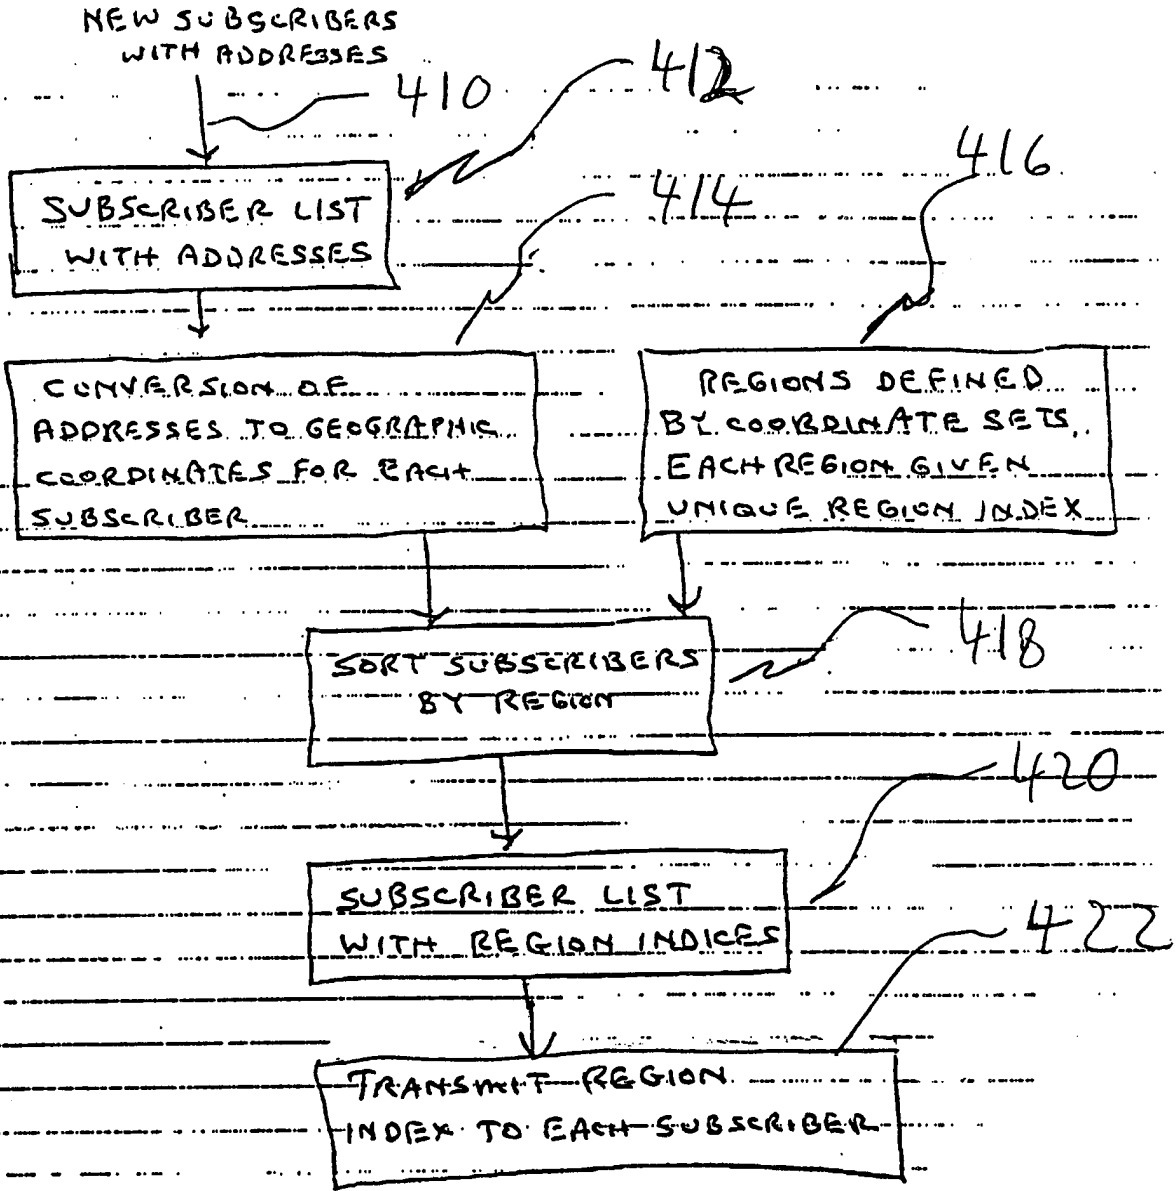 NEW SUBSCRIBERS
WITH ADDRESSES
410
412
SUBSCRIBER LIST
WITH ADDRESSES
414
416
CONVERSION OF
ADDRESSES TO GEOGRAPHIC
COORDINATES FOR EACH
SUBSCRIBER
REGIONS DEFINED
BY COORDINATE SETS,
EACH REGION GIVEN
UNIQUE REGION INDEX
418
SORT SUBSCRIBERS
BY REGION
420
SUBSCRIBER LIST
WITH REGION INDICES
422
TRANSMIT REGION
INDEX TO EACH SUBSCRIBER